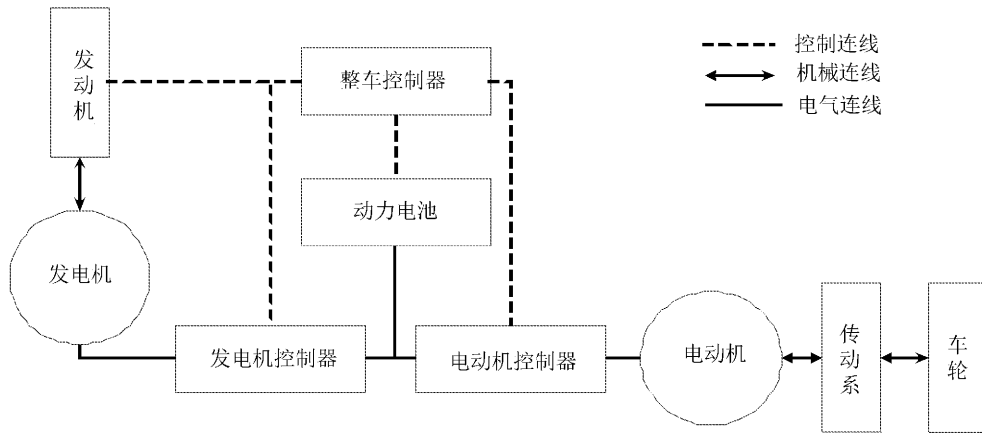 发动机
整车控制器
控制连线
机械连线
电气连线
动力电池
发电机
发电机控制器
电动机控制器
电动机
传动系
车轮